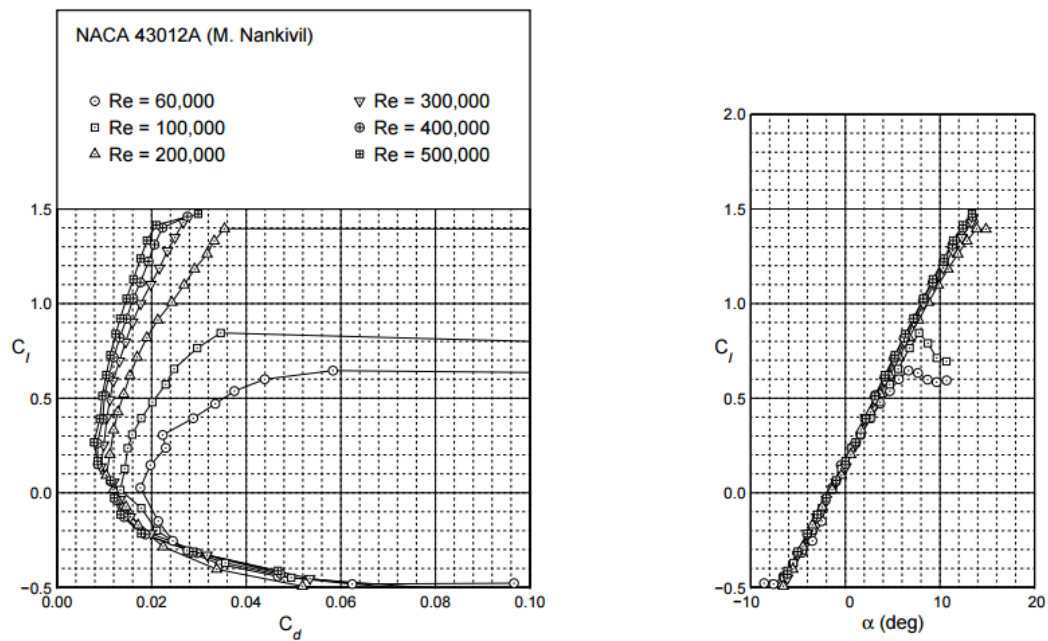 NACA 43012A (M. Nankivil)
Re = 60,000
Re = 100,000
Re = 200,000
Re = 300,000
Re = 400,000
Re = 500,000
1.5
1.0
C_l
0.5
0.0
−0.5
0.00 0.02 0.04 0.06 0.08 0.10
C_d
2.0
1.5
1.0
C_l
0.5
0.0
−0.5
−10 0 10 20
α (deg)